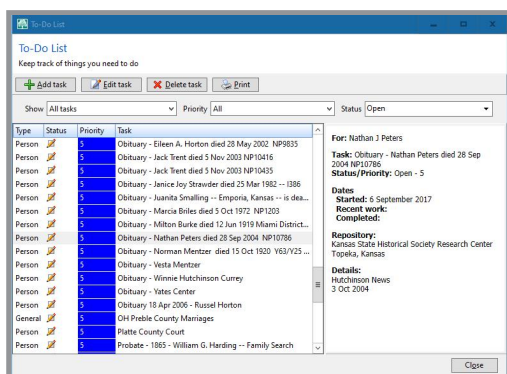 To-Do List
To-Do List
Keep track of things you need to do
Add task Edit task Delete task Print
Show All tasks Priority All Status Open
Type Status Priority Task
Person 5 Obituary - Eileen A. Horton died 28 May 2002 NP9835
Person 5 Obituary - Jack Trent died 5 Nov 2003 NP10416
Person 5 Obituary - Jack Trent died 5 Nov 2003 NP10435
Person 5 Obituary - Janice Joy Strawder died 25 Mar 1982 -- I386
Person 5 Obituary - Juanita Smalling -- Emporia, Kansas -- is dea...
Person 5 Obituary - Marcia Briles died 5 Oct 1972 NP1203
Person 5 Obituary - Milton Burke died 12 Jun 1919 Miami District...
Person 5 Obituary - Nathan Peters died 28 Sep 2004 NP10786
Person 5 Obituary - Norman Mentzer died 15 Oct 1920 Y63/Y25 ...
Person 5 Obituary - Vesta Mentzer
Person 5 Obituary - Winnie Hutchinson Currey
Person 5 Obituary - Yates Center
Person 5 Obituary 18 Apr 2006 - Russel Horton
General 5 OH Preble County Marriages
Person 5 Platte County Court
Person 5 Probate - 1865 - William G. Harding -- Family Search
For: Nathan J Peters
Task: Obituary - Nathan Peters died 28 Sep
2004 NP10786
Status/Priority: Open - 5
Dates
Started: 6 September 2017
Recent work:
Completed:
Repository:
Kansas State Historical Society Research Center
Topeka, Kansas
Details:
Hutchinson News
3 Oct 2004
Close